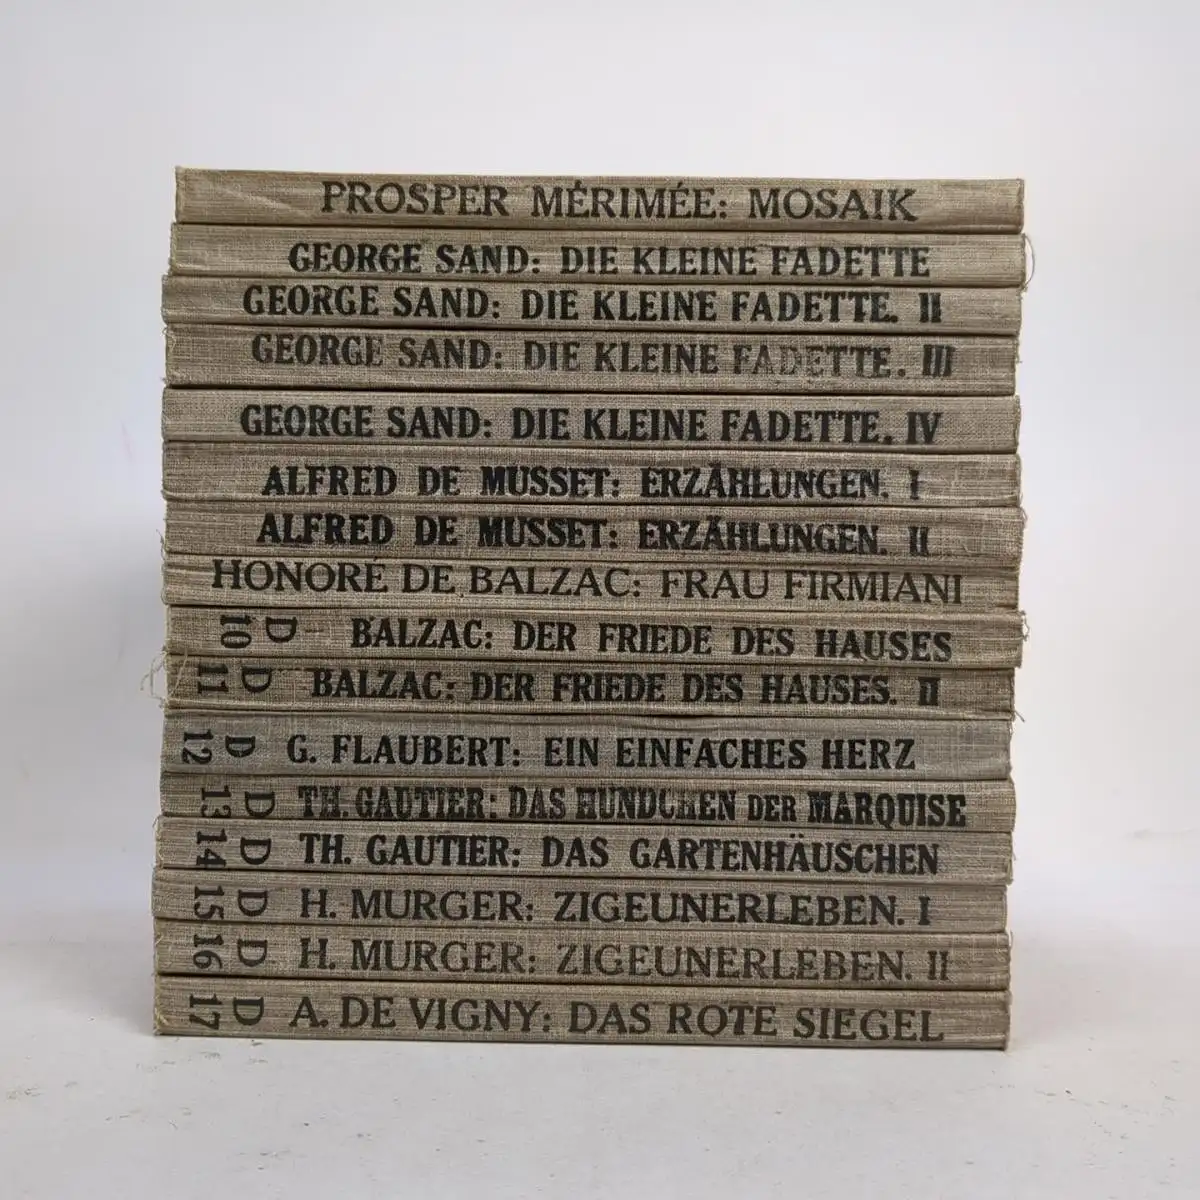 PROSPER MÉRIMÉE: MOSAIK
GEORGE SAND: DIE KLEINE FADETTE
GEORGE SAND: DIE KLEINE FADETTE. II
GEORGE SAND: DIE KLEINE FADETTE. III
GEORGE SAND: DIE KLEINE FADETTE. IV
ALFRED DE MUSSET: ERZÄHLUNGEN. I
ALFRED DE MUSSET: ERZÄHLUNGEN. II
HONORÉ DE BALZAC: FRAU FIRMIANI
D 10 BALZAC: DER FRIEDE DES HAUSES
D 11 BALZAC: DER FRIEDE DES HAUSES. II
D 12 G. FLAUBERT: EIN EINFACHES HERZ
D 13 TH. GAUTIER: DAS HÜNDCHEN DER MARQUISE
D 14 TH. GAUTIER: DAS GARTENHÄUSCHEN
D 15 H. MURGER: ZIGEUNERLEBEN. I
D 16 H. MURGER: ZIGEUNERLEBEN. II
D 17 A. DE VIGNY: DAS ROTE SIEGEL